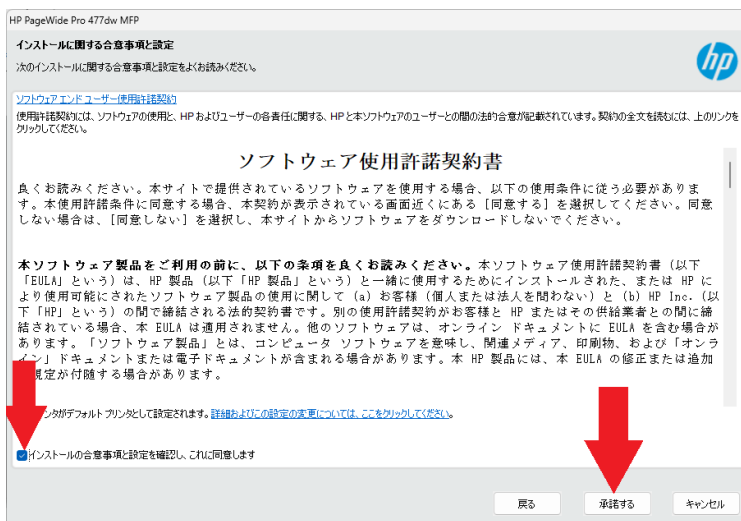 HP PageWide Pro 477dw MFP
インストールに関する合意事項と設定
次のインストールに関する合意事項と設定をよくお読みください。
hp
ソフトウェア エンド ユーザー使用許諾契約
使用許諾契約には、ソフトウェアの使用と、HP およびユーザーの各責任に関する、HP と本ソフトウェアのユーザーとの間の法的合意が記載されています。契約の全文を読むには、上のリンクを
クリックしてください。
ソフトウェア使用許諾契約書
良くお読みください。本サイトで提供されているソフトウェアを使用する場合、以下の使用条件に従う必要がありま
す。本使用許諾条件に同意する場合、本契約が表示されている画面近くにある [同意する] を選択してください。同意
しない場合は、[同意しない] を選択し、本サイトからソフトウェアをダウンロードしないでください。
本ソフトウェア製品をご利用の前に、以下の条項を良くお読みください。本ソフトウェア使用許諾契約書 (以下
「EULA」という) は、HP 製品 (以下「HP 製品」という) と一緒に使用するためにインストールされた、または HP に
より使用可能にされたソフトウェア製品の使用に関して (a) お客様 (個人または法人を問わない) と (b) HP Inc. (以
下「HP」という) の間で締結される法的契約書です。別の使用許諾契約がお客様と HP またはその供給業者との間に締
結されている場合、本 EULA は適用されません。他のソフトウェアは、オンライン ドキュメントに EULA を含む場合が
あります。「ソフトウェア製品」とは、コンピュータ ソフトウェアを意味し、関連メディア、印刷物、および「オンラ
イン」ドキュメントまたは電子ドキュメントが含まれる場合があります。本 HP 製品には、本 EULA の修正または追加
規定が付随する場合があります。
ンタがデフォルト プリンタとして設定されます。詳細およびこの設定の変更については、ここをクリックしてください。
インストールの合意事項と設定を確認し、これに同意します
戻る
承諾する
キャンセル